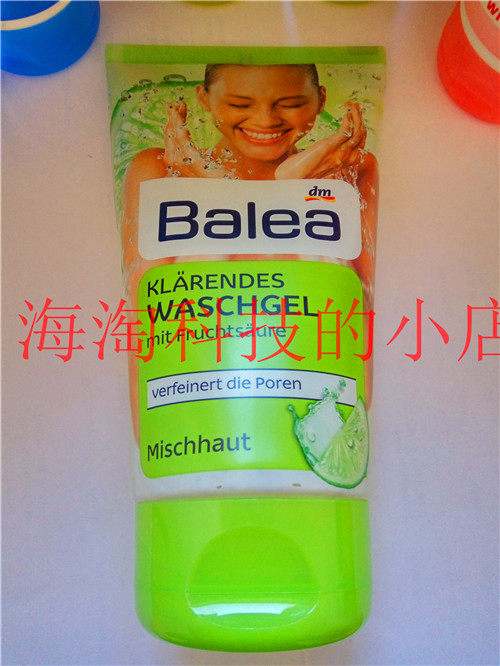 dm
Balea
KLÄRENDES
WASCHGEL
mit Fruchtsäure
海淘科技的小店
verfeinert die Poren
Mischhaut